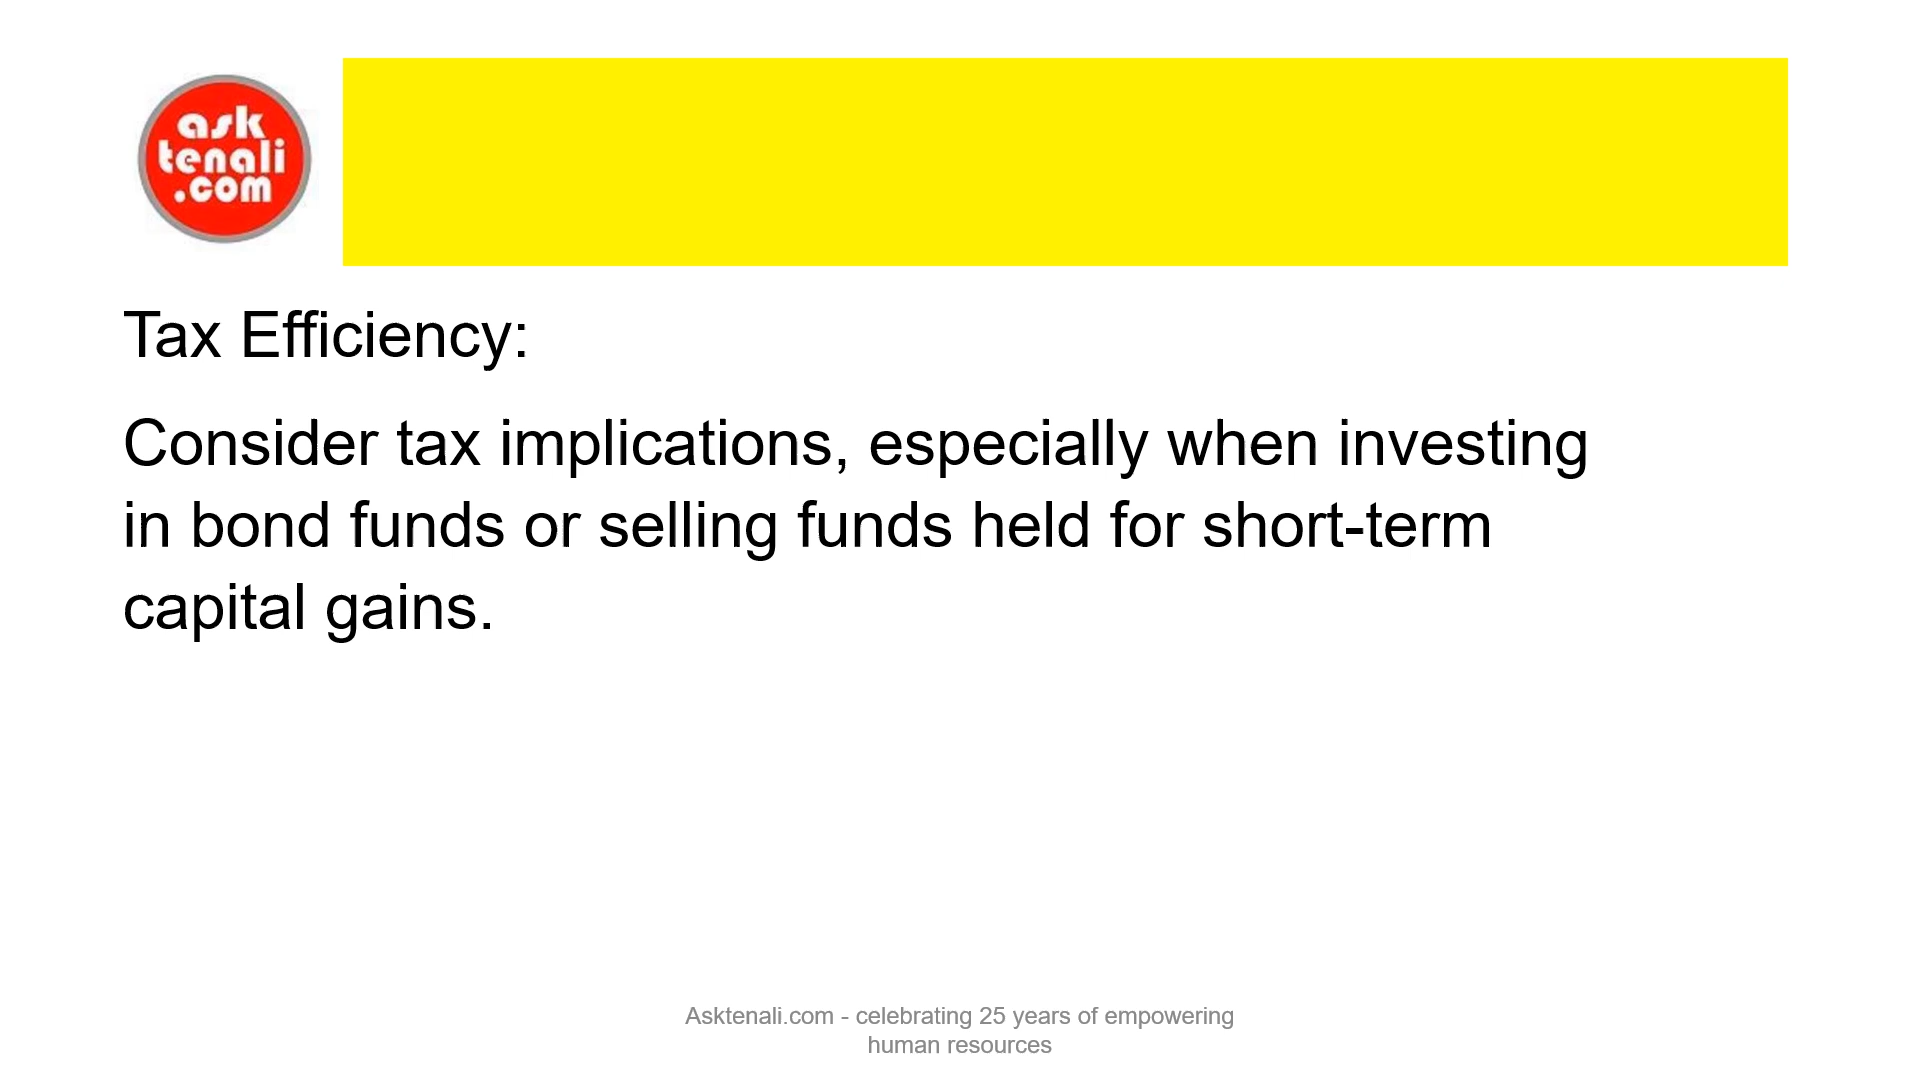 ask
tenali
.com
Tax Efficiency:
Consider tax implications, especially when investing
in bond funds or selling funds held for short-term
capital gains.
Asktenali.com - celebrating 25 years of empowering
human resources